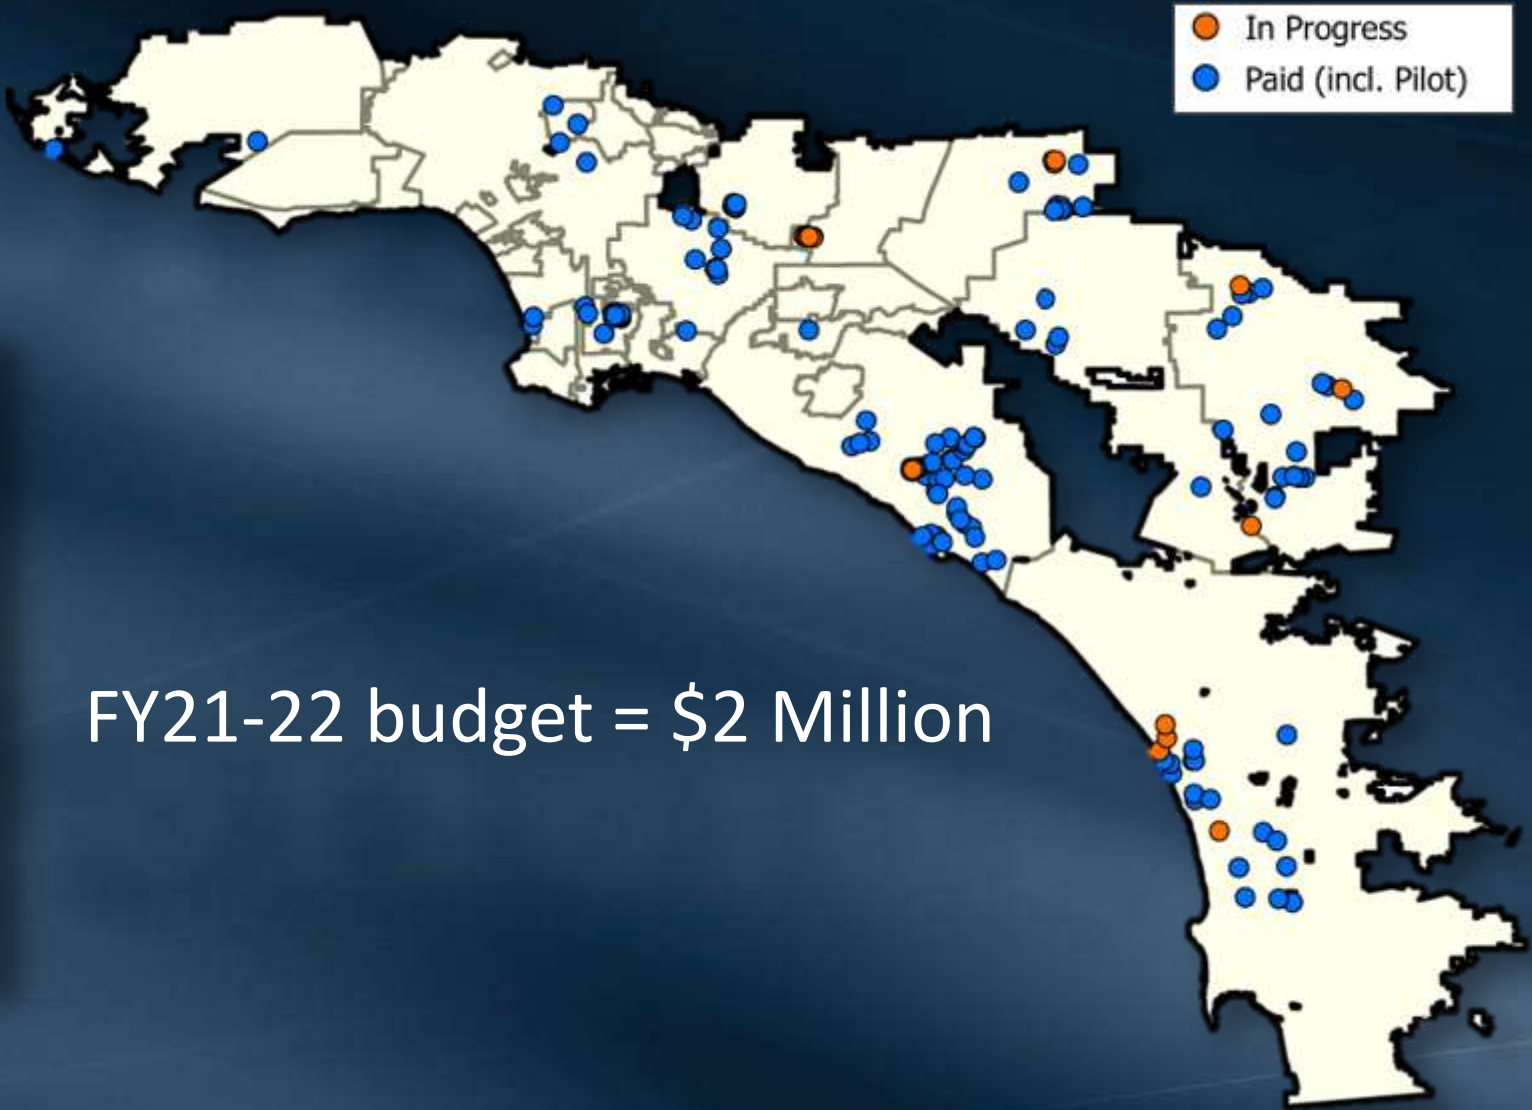 In Progress
Paid (incl. Pilot)
FY21-22 budget = $2 Million